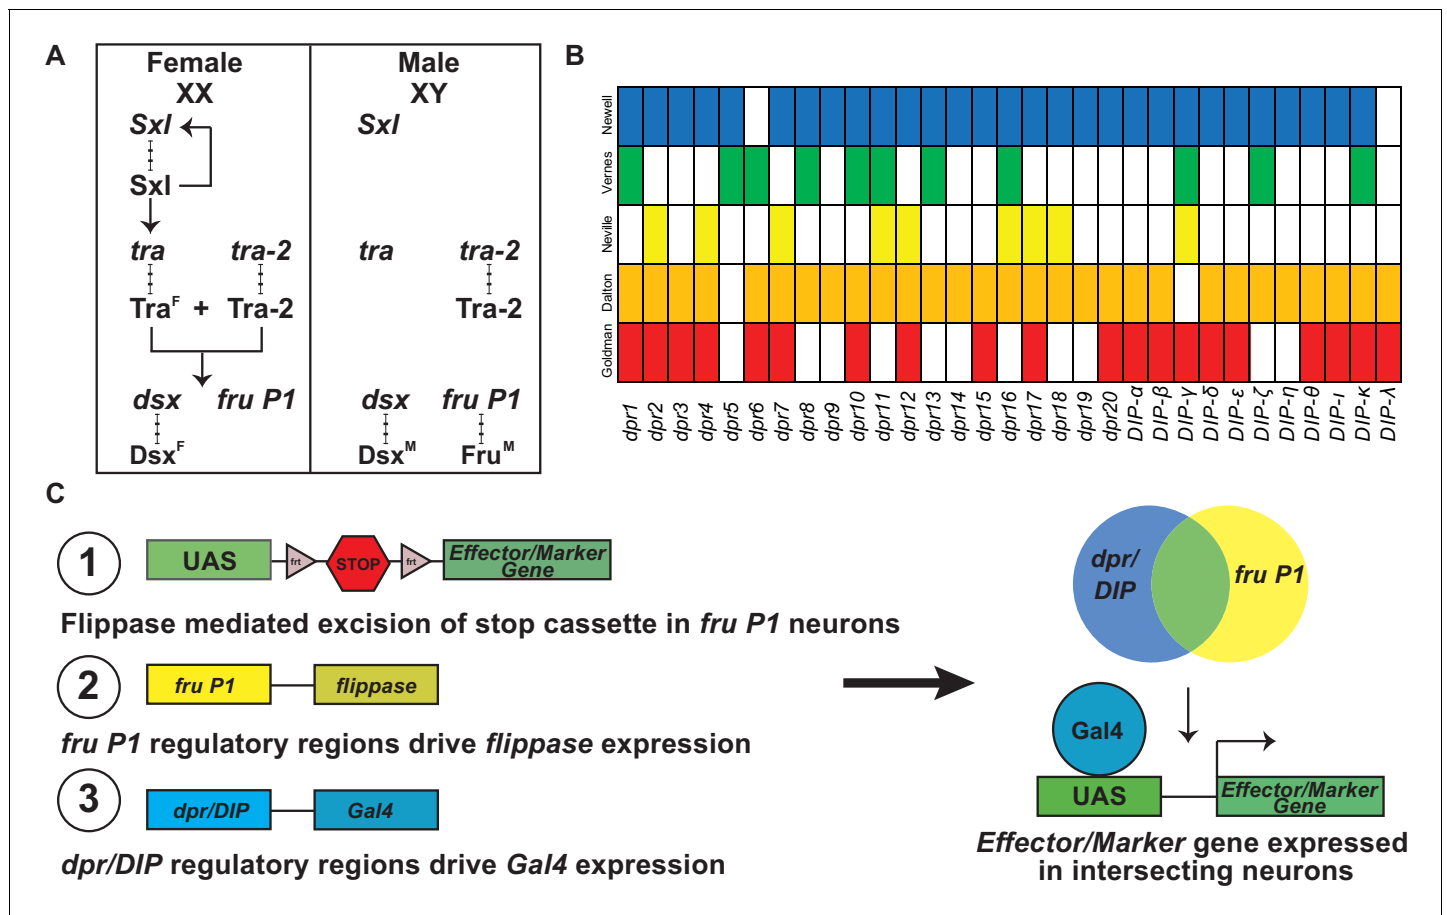 A
Female
XX
Sxl
Sxl
tra
tra-2
Traᶠ + Tra-2
dsx
fru P1
Dsxᶠ
Male
XY
Sxl
tra
tra-2
Tra-2
dsx
fru P1
Dsxᴹ
Fruᴹ
B
Newell
Vernes
Neville
Dalton
Goldman
dpr1
dpr2
dpr3
dpr4
dpr5
dpr6
dpr7
dpr8
dpr9
dpr10
dpr11
dpr12
dpr13
dpr14
dpr15
dpr16
dpr17
dpr18
dpr19
dpr20
DIP-α
DIP-β
DIP-γ
DIP-δ
DIP-ε
DIP-ζ
DIP-η
DIP-θ
DIP-ι
DIP-κ
DIP-λ
C
1
UAS
frt
STOP
frt
Effector/Marker
Gene
Flippase mediated excision of stop cassette in fru P1 neurons
2
fru P1
flippase
fru P1 regulatory regions drive flippase expression
3
dpr/DIP
Gal4
dpr/DIP regulatory regions drive Gal4 expression
dpr/
DIP
fru P1
Gal4
UAS
Effector/Marker
Gene
Effector/Marker gene expressed
in intersecting neurons